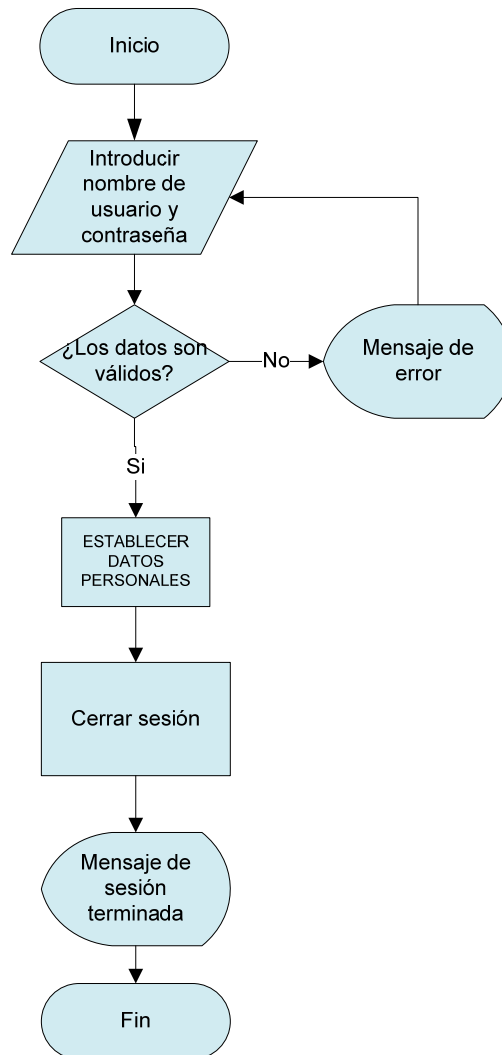 Inicio
Introducir
nombre de
usuario y
contraseña
¿Los datos son
válidos?
No
Mensaje de
error
Si
ESTABLECER
DATOS
PERSONALES
Cerrar sesión
Mensaje de
sesión
terminada
Fin